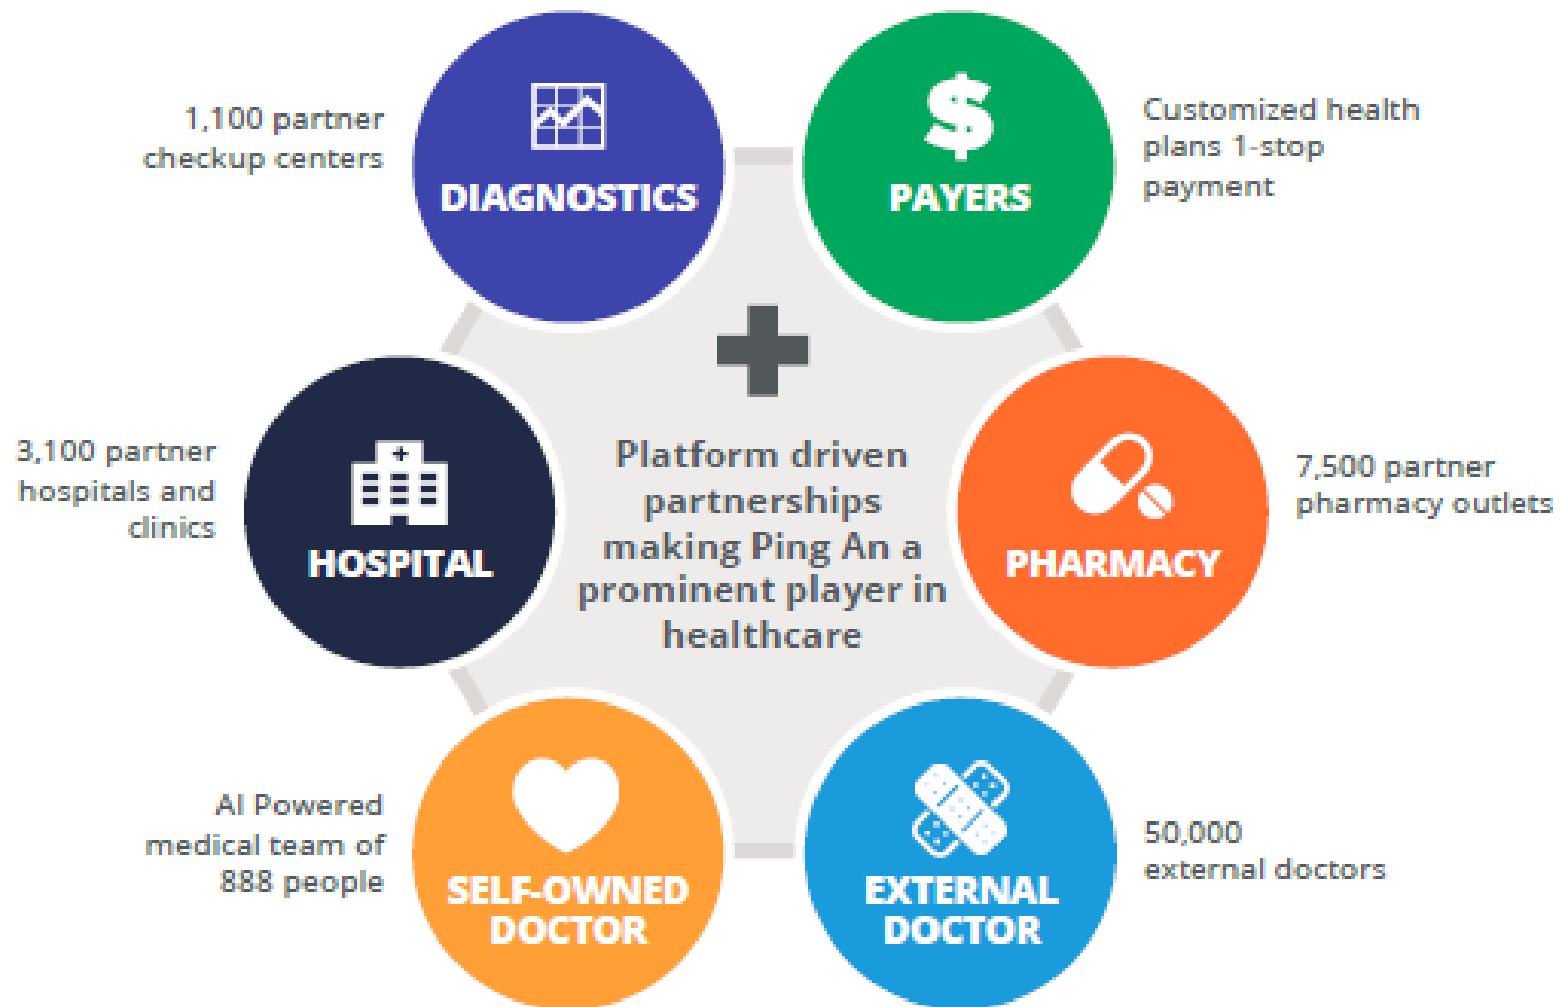 1,100 partner
checkup centers
DIAGNOSTICS
PAYERS
Customized health
plans 1-stop
payment
3,100 partner
hospitals and
clinics
HOSPITAL
Platform driven
partnerships
making Ping An a
prominent player in
healthcare
PHARMACY
7,500 partner
pharmacy outlets
AI Powered
medical team of
888 people
SELF-OWNED
DOCTOR
EXTERNAL
DOCTOR
50,000
external doctors